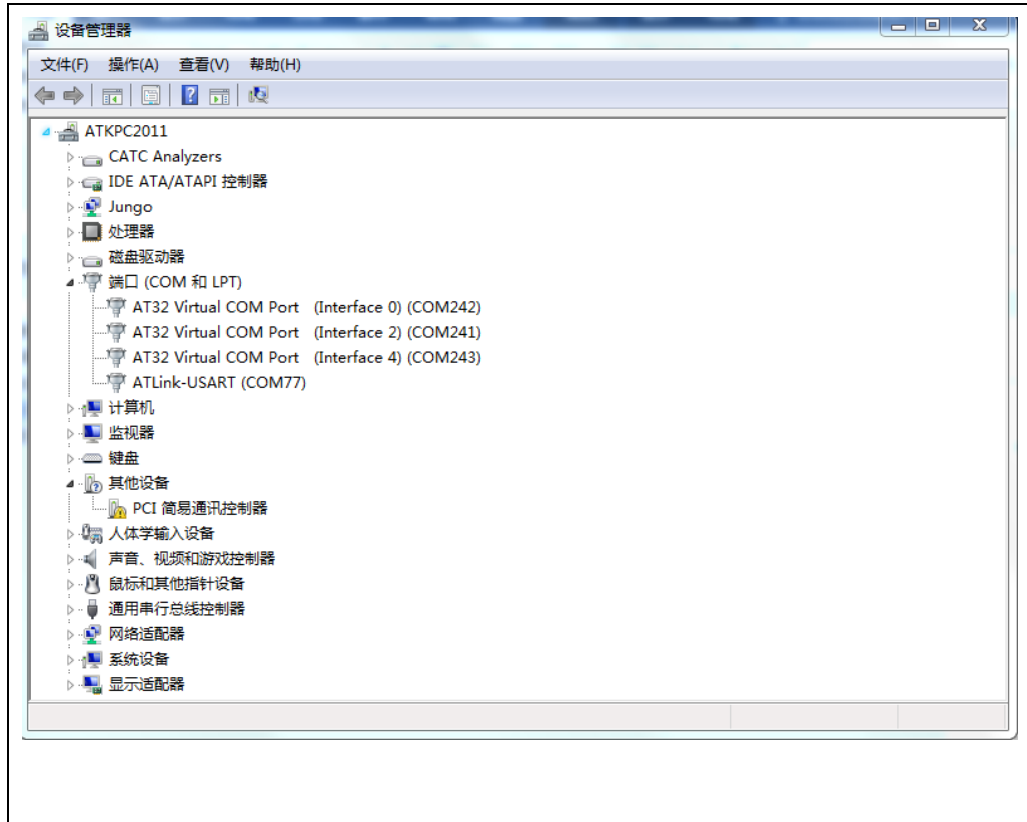 设备管理器
文件(F) 操作(A) 查看(V) 帮助(H)
ATKPC2011
CATC Analyzers
IDE ATA/ATAPI 控制器
Jungo
处理器
磁盘驱动器
端口 (COM 和 LPT)
AT32 Virtual COM Port (Interface 0) (COM242)
AT32 Virtual COM Port (Interface 2) (COM241)
AT32 Virtual COM Port (Interface 4) (COM243)
ATLink-USART (COM77)
计算机
监视器
键盘
其他设备
PCI 简易通讯控制器
人体学输入设备
声音、视频和游戏控制器
鼠标和其他指针设备
通用串行总线控制器
网络适配器
系统设备
显示适配器